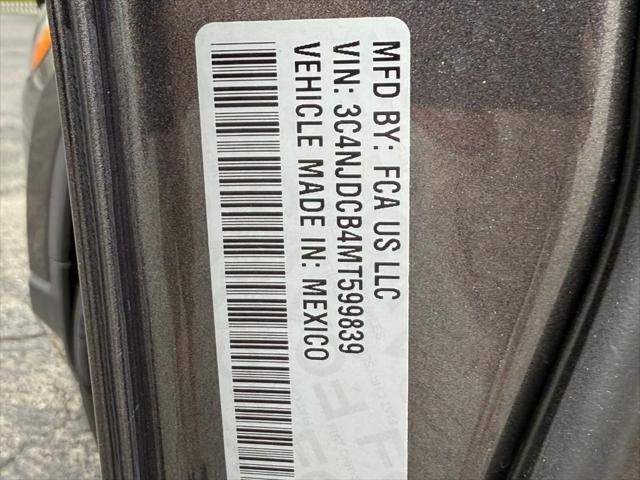 MFD BY: FCA US LLC
VIN: 3C4NJDCB4MT599839
VEHICLE MADE IN: MEXICO